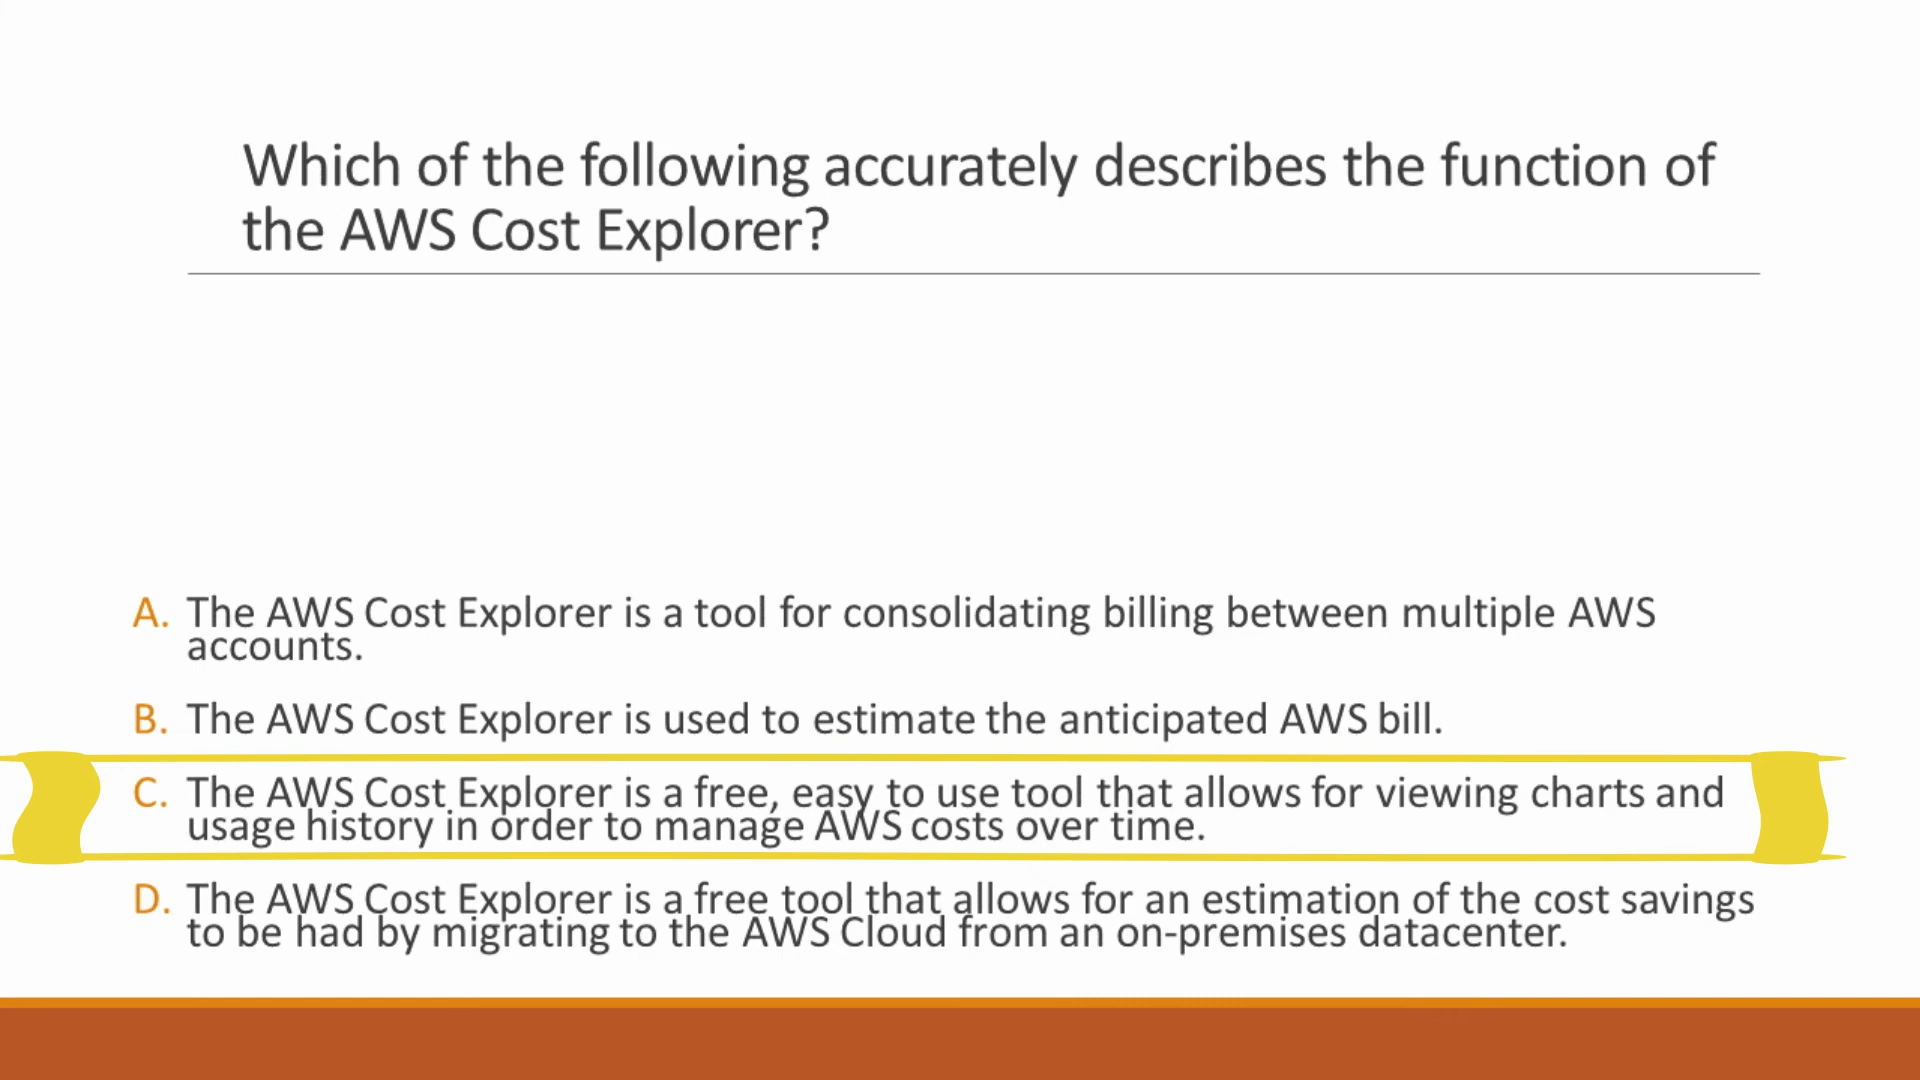 Which of the following accurately describes the function of
the AWS Cost Explorer?
A. The AWS Cost Explorer is a tool for consolidating billing between multiple AWS
accounts.
B. The AWS Cost Explorer is used to estimate the anticipated AWS bill.
C. The AWS Cost Explorer is a free, easy to use tool that allows for viewing charts and
usage history in order to manage AWS costs over time.
D. The AWS Cost Explorer is a free tool that allows for an estimation of the cost savings
to be had by migrating to the AWS Cloud from an on-premises datacenter.